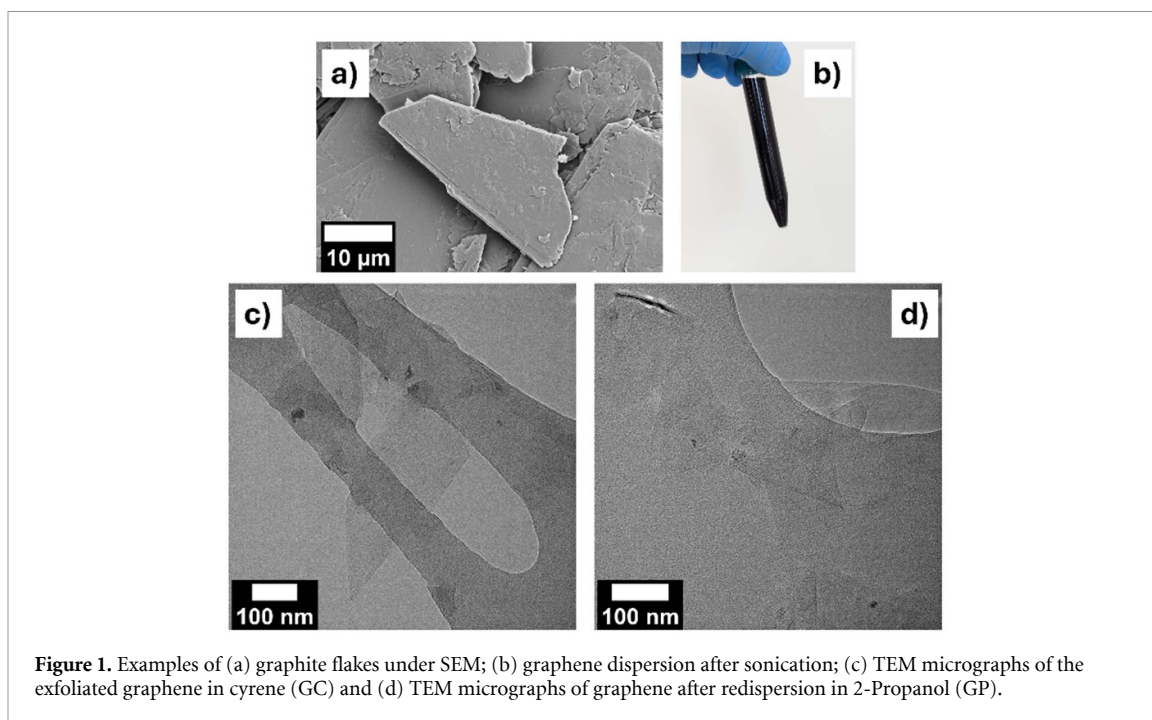 a)
b)
10 µm
c)
d)
100 nm
100 nm
Figure 1. Examples of (a) graphite flakes under SEM; (b) graphene dispersion after sonication; (c) TEM micrographs of the
exfoliated graphene in cyrene (GC) and (d) TEM micrographs of graphene after redispersion in 2-Propanol (GP).